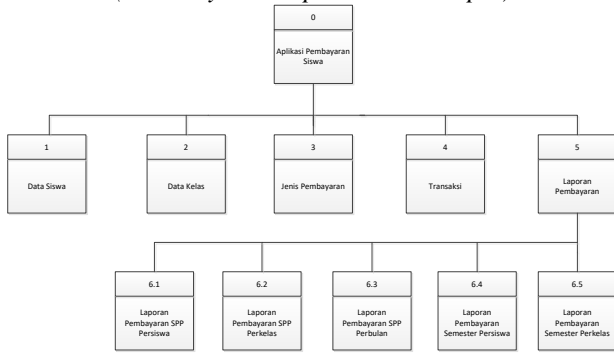 0
Aplikasi Pembayaran
Siswa
1
Data Siswa
2
Data Kelas
3
Jenis Pembayaran
4
Transaksi
5
Laporan
Pembayaran
6.1
Laporan
Pembayaran SPP
Persiswa
6.2
Laporan
Pembayaran SPP
Perkelas
6.3
Laporan
Pembayaran SPP
Perbulan
6.4
Laporan
Pembayaran
Semester Persiswa
6.5
Laporan
Pembayaran
Semester Perkelas